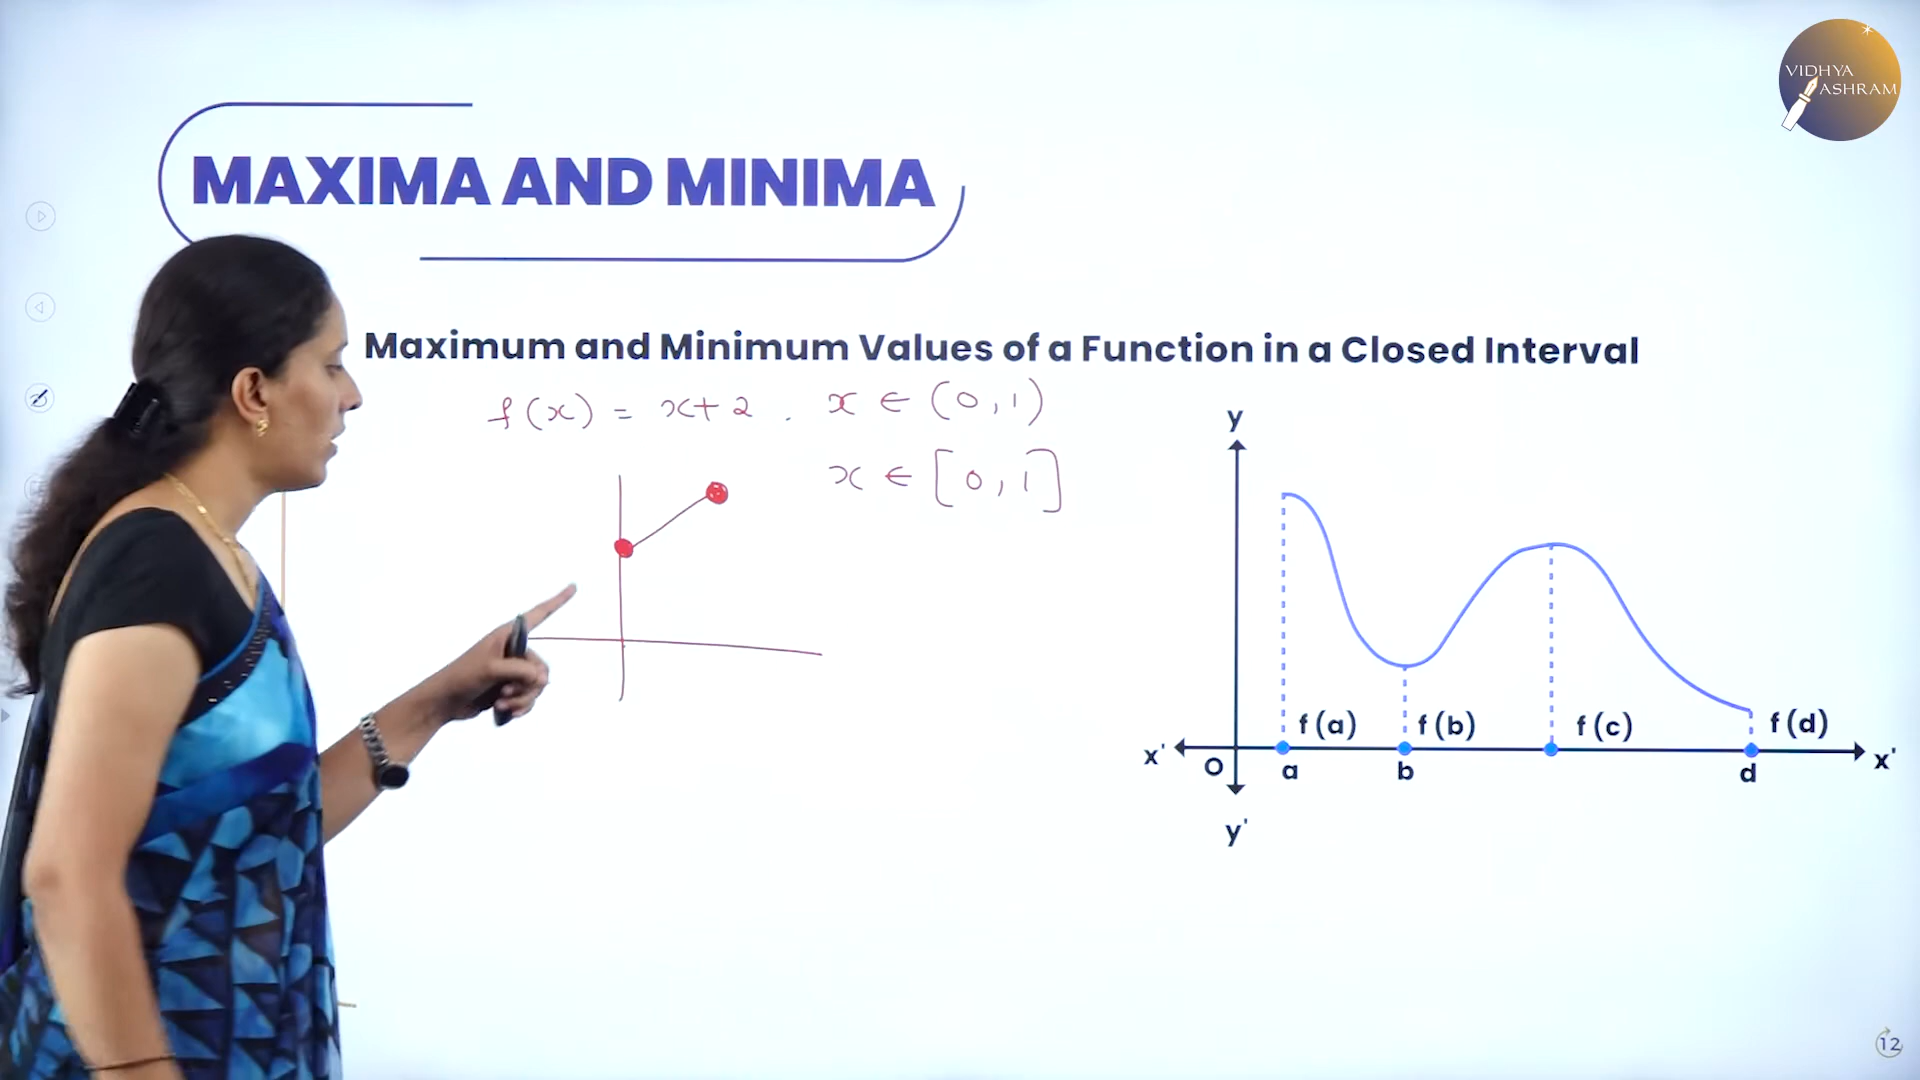 VIDHYA
ASHRAM
MAXIMA AND MINIMA
Maximum and Minimum Values of a Function in a Closed Interval
f(x) = x+2 . x ∈ (0,1)
x ∈ [0,1]
y
f(a) f(b) f(c) f(d)
x' O a b d x'
y'
12